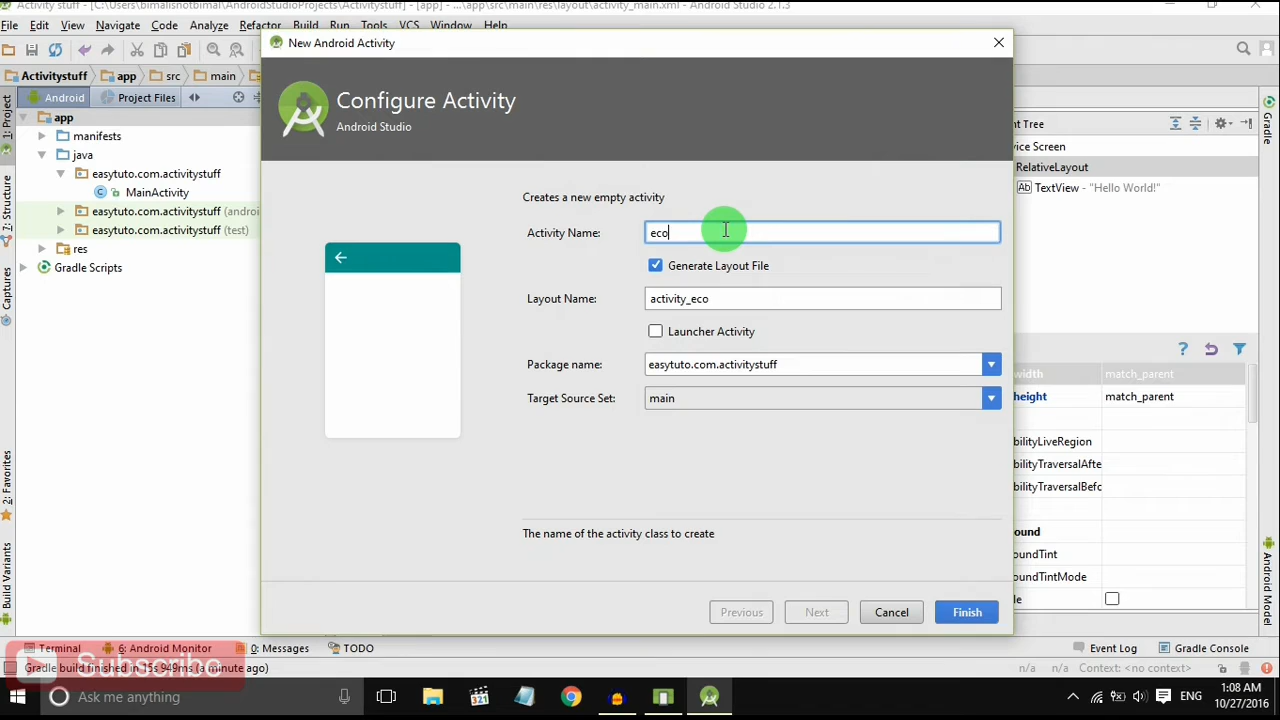 Activity stuff - [C:\Users\bimalisnotbimal\AndroidStudioProjects\Activitystuff] - [app] - ...\app\src\main\res\layout\activity_main.xml - Android Studio 2.1.3
File Edit View Navigate Code Analyze Refactor Build Run Tools VCS Window
New Android Activity
Activitystuff app src main
Configure Activity
Android Studio
Android Project Files
1: Project
7: Structure
Captures
2: Favorites
Build Variants
app
manifests
java
easytuto.com.activitystuff
MainActivity
easytuto.com.activitystuff (androi
easytuto.com.activitystuff (test)
res
Gradle Scripts
Creates a new empty activity
Activity Name: eco
Generate Layout File
Layout Name: activity_eco
Launcher Activity
Package name: easytuto.com.activitystuff
Target Source Set: main
The name of the activity class to create
Previous Next Cancel Finish
nt Tree
vice Screen
RelativeLayout
Ab TextView - "Hello World!"
Gradle
Android Model
width match_parent
height match_parent
bilityLiveRegion
bilityTraversalAfte
bilityTraversalBefo
ound
oundTint
oundTintMode
le
Terminal 6: Android Monitor 0: Messages TODO Event Log Gradle Console
Subscribe
Gradle build finished in 15s 949ms (a minute ago) n/a n/a Context: <no context>
Ask me anything
ENG 1:08 AM
10/27/2016